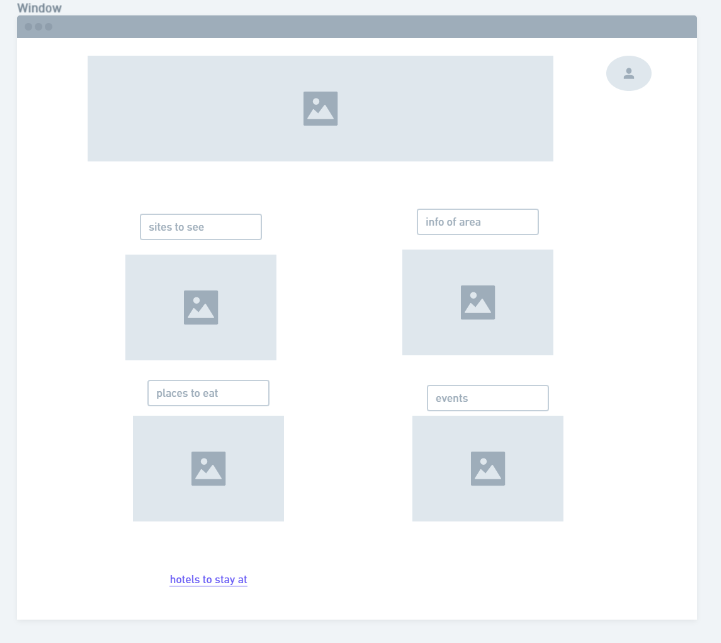 Window
sites to see
info of area
places to eat
events
hotels to stay at